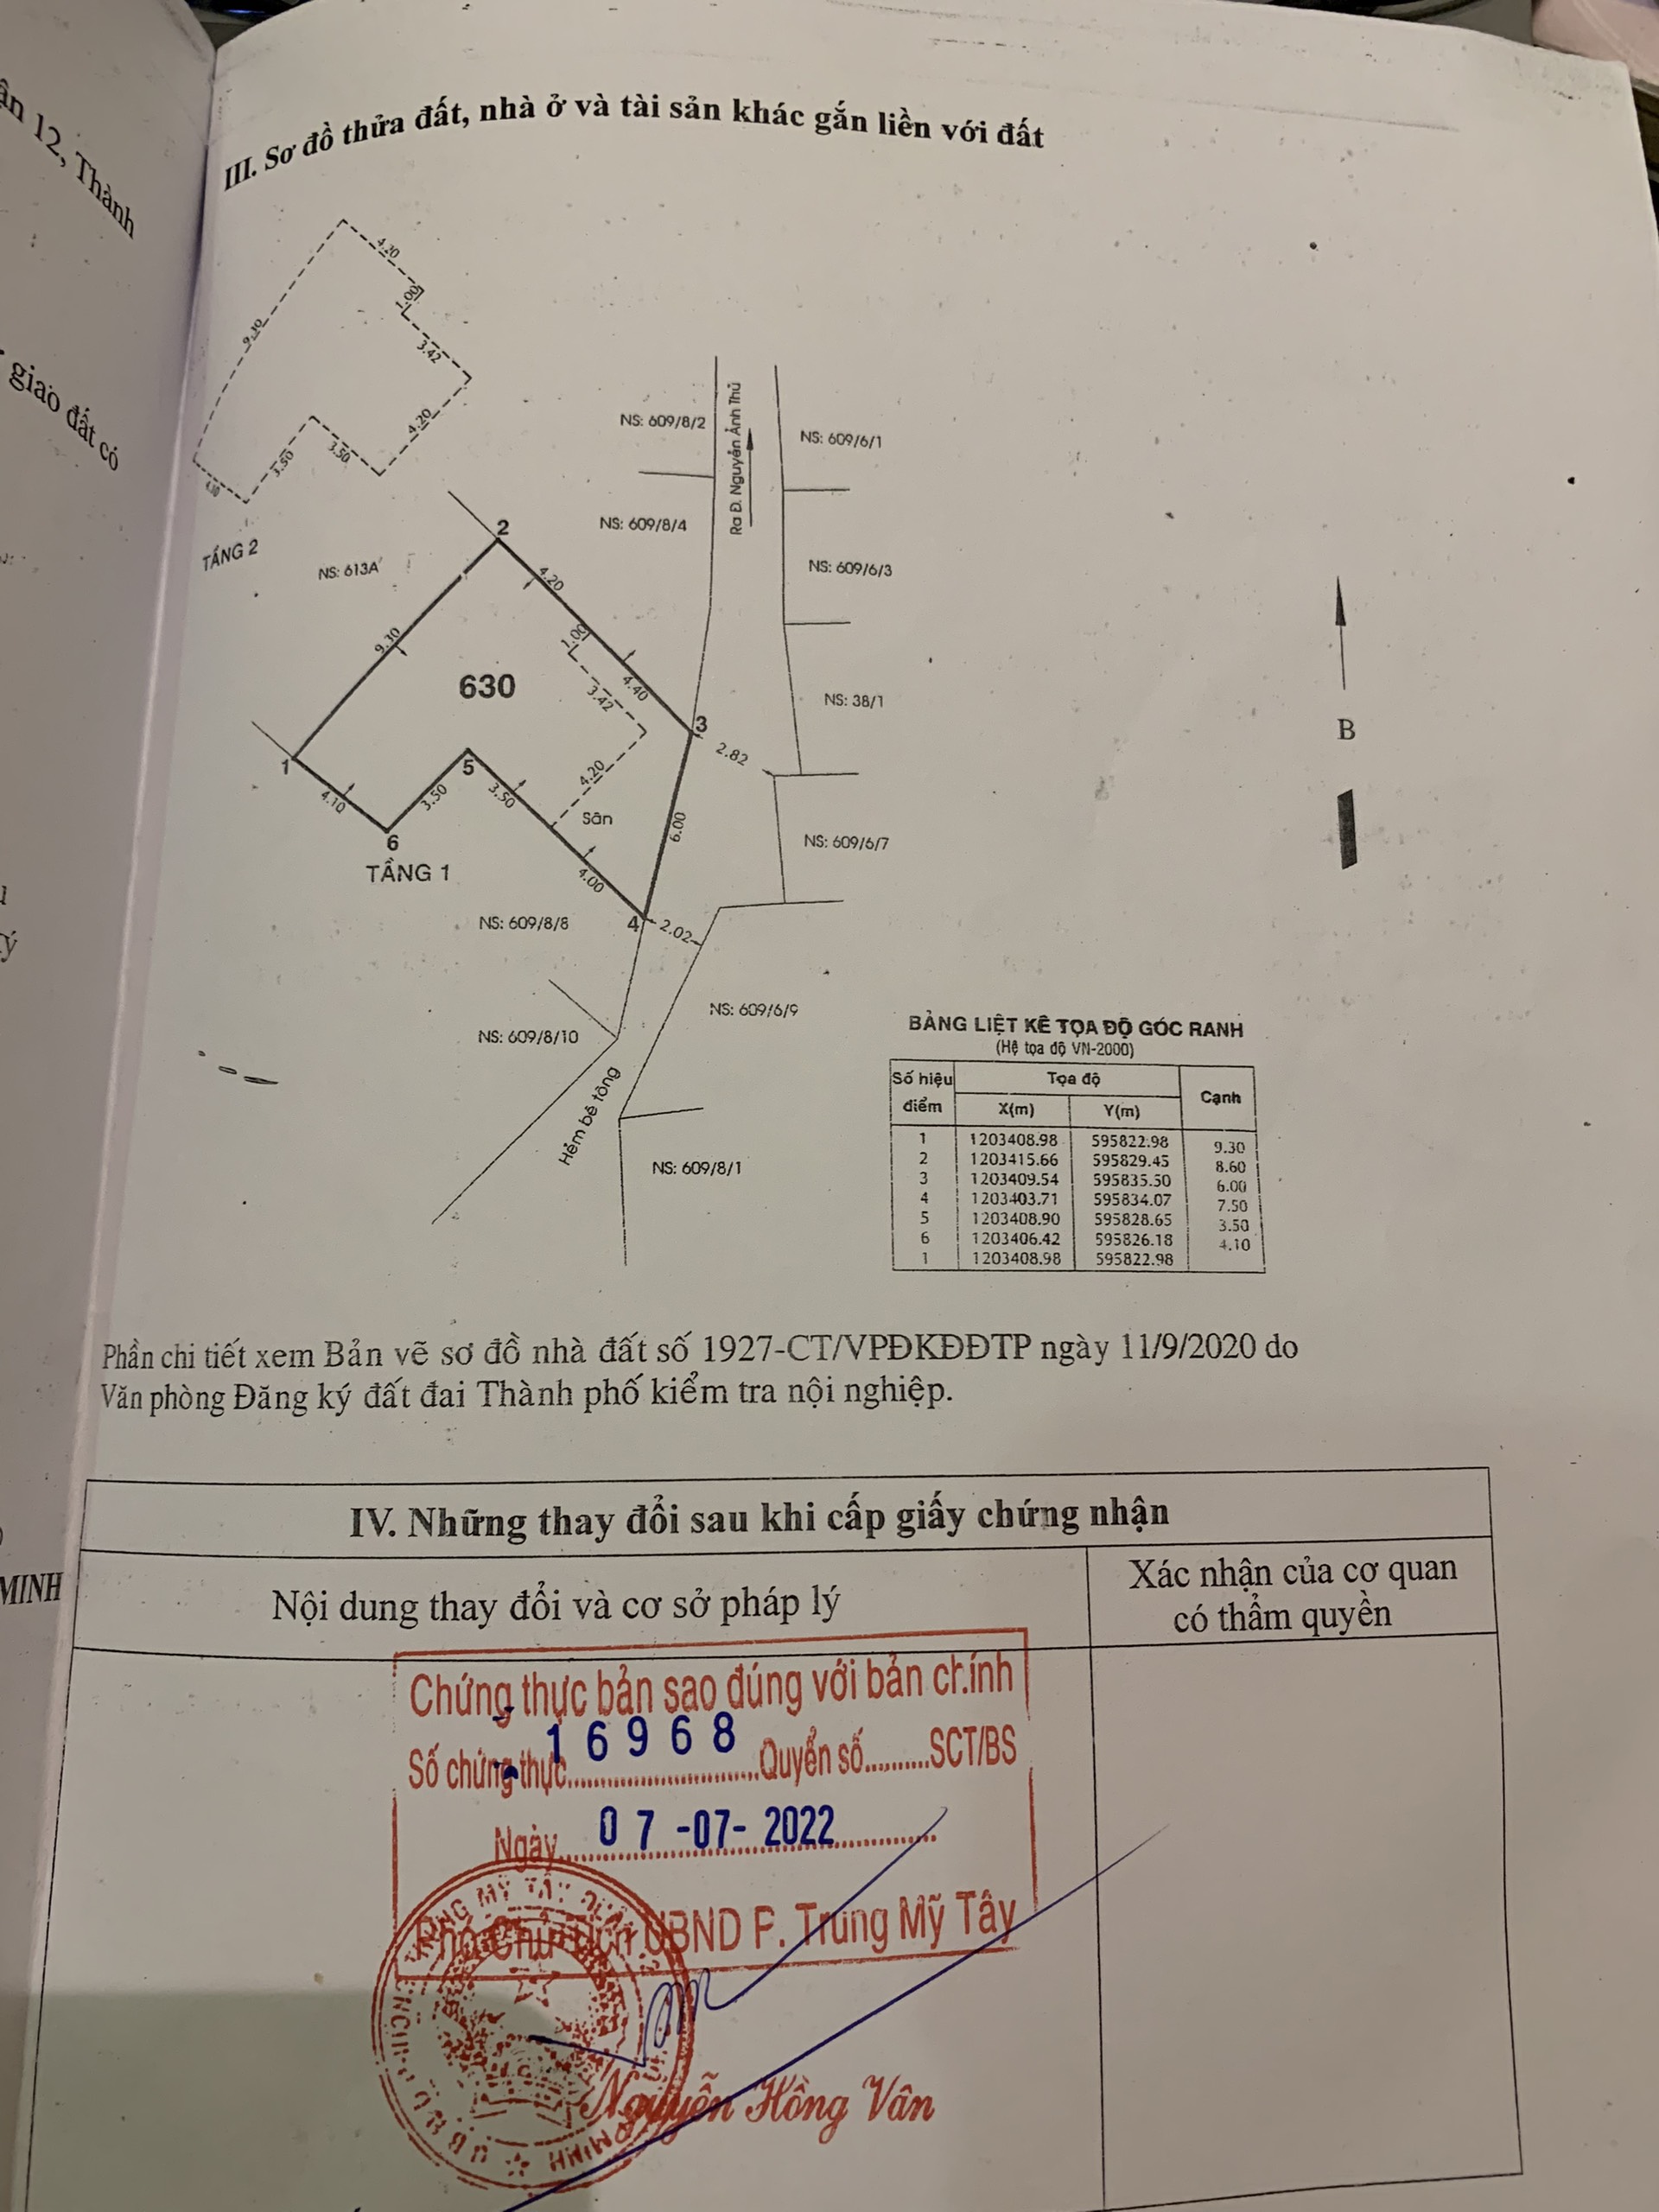 12, Thành
giao đất có
MINH
III. Sơ đồ thửa đất, nhà ở và tài sản khác gắn liền với đất
4.20
1.00
9.30
3.42
4.20
3.50
3.50
4.10
TẦNG 2
NS: 609/8/2
Ra Đ. Nguyễn Ảnh Thủ
NS: 609/6/1
NS: 609/8/4
2
NS: 613A
4.20
NS: 609/6/3
9.30
1.00
630
3.42
4.40
NS: 38/1
3
2.82
B
1
5
4.20
4.10
3.50
3.50
Sân
6.00
6
NS: 609/6/7
TẦNG 1
4.00
NS: 609/8/8
4
2.02
NS: 609/6/9
NS: 609/8/10
Hẻm bê tông
NS: 609/8/1
BẢNG LIỆT KÊ TỌA ĐỘ GÓC RANH
(Hệ tọa độ VN-2000)
Số hiệu điểm Tọa độ Cạnh
X(m) Y(m)
1 1203408.98 595822.98
9.30
2 1203415.66 595829.45
8.60
3 1203409.54 595835.50
6.00
4 1203403.71 595834.07
7.50
5 1203408.90 595828.65
3.50
6 1203406.42 595826.18
4.10
1 1203408.98 595822.98
Phần chi tiết xem Bản vẽ sơ đồ nhà đất số 1927-CT/VPĐKĐĐTP ngày 11/9/2020 do
Văn phòng Đăng ký đất đai Thành phố kiểm tra nội nghiệp.
IV. Những thay đổi sau khi cấp giấy chứng nhận
Nội dung thay đổi và cơ sở pháp lý
Xác nhận của cơ quan
có thẩm quyền
Chứng thực bản sao đúng với bản chính
Số chứng thực 16968 Quyển số..........SCT/BS
Ngày 07 -07- 2022
Phó Chủ Tịch UBND P. Trung Mỹ Tây
Nguyễn Hồng Vân